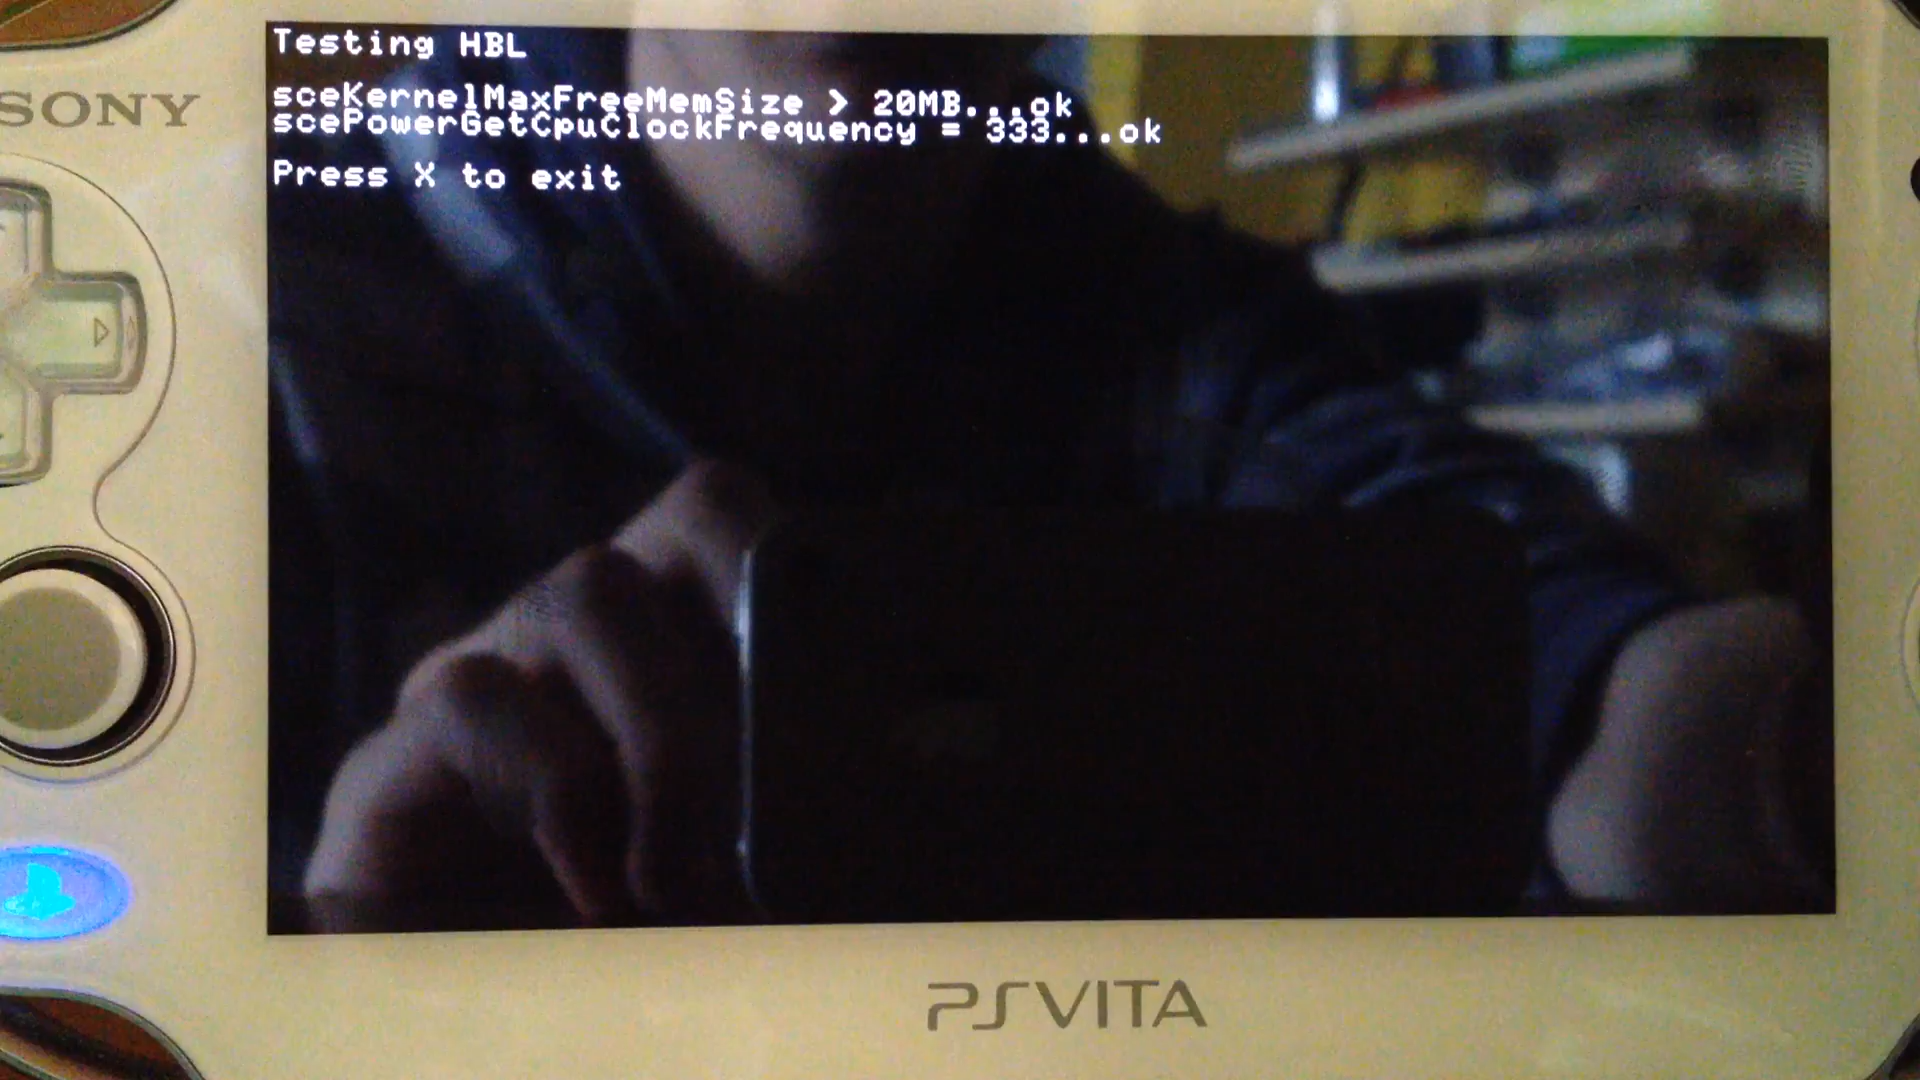 Testing HBL
SONY
sceKernelMaxFreeMemSize > 20MB...ok
scePowerGetCpuClockFrequency = 333...ok
Press X to exit
PSVITA